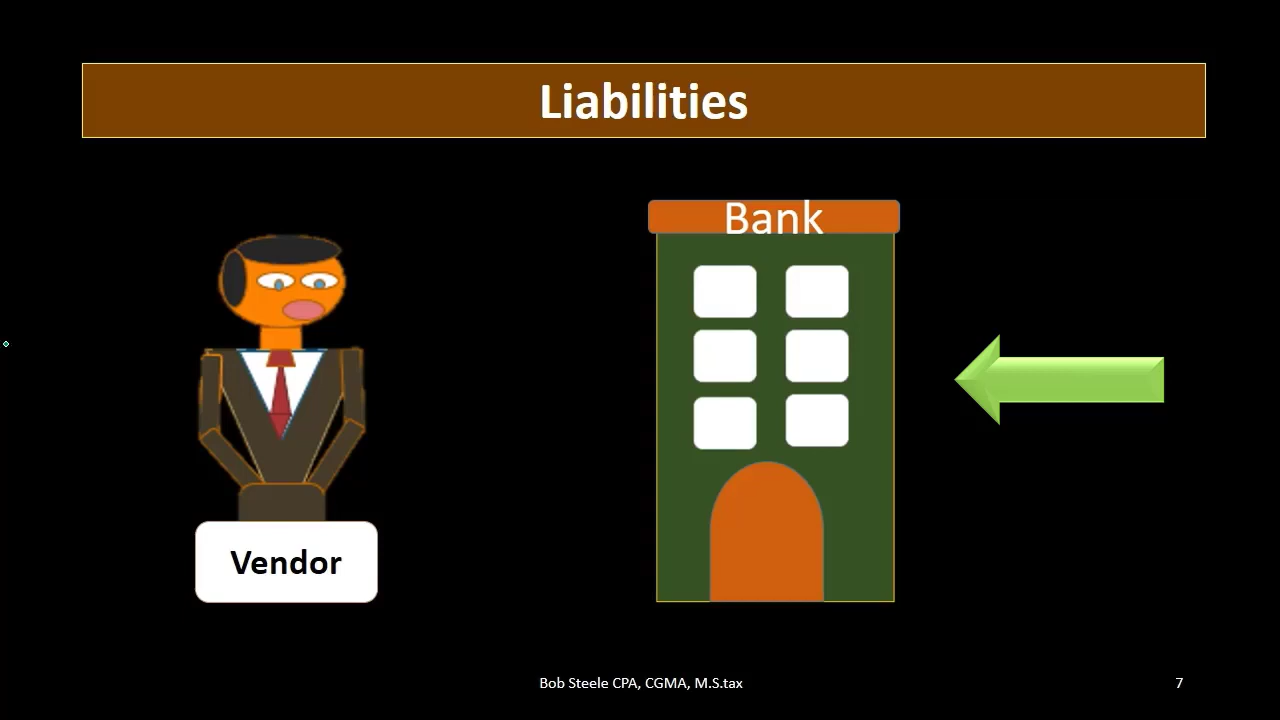 Liabilities
Bank
Vendor
Bob Steele CPA, CGMA, M.S.tax
7